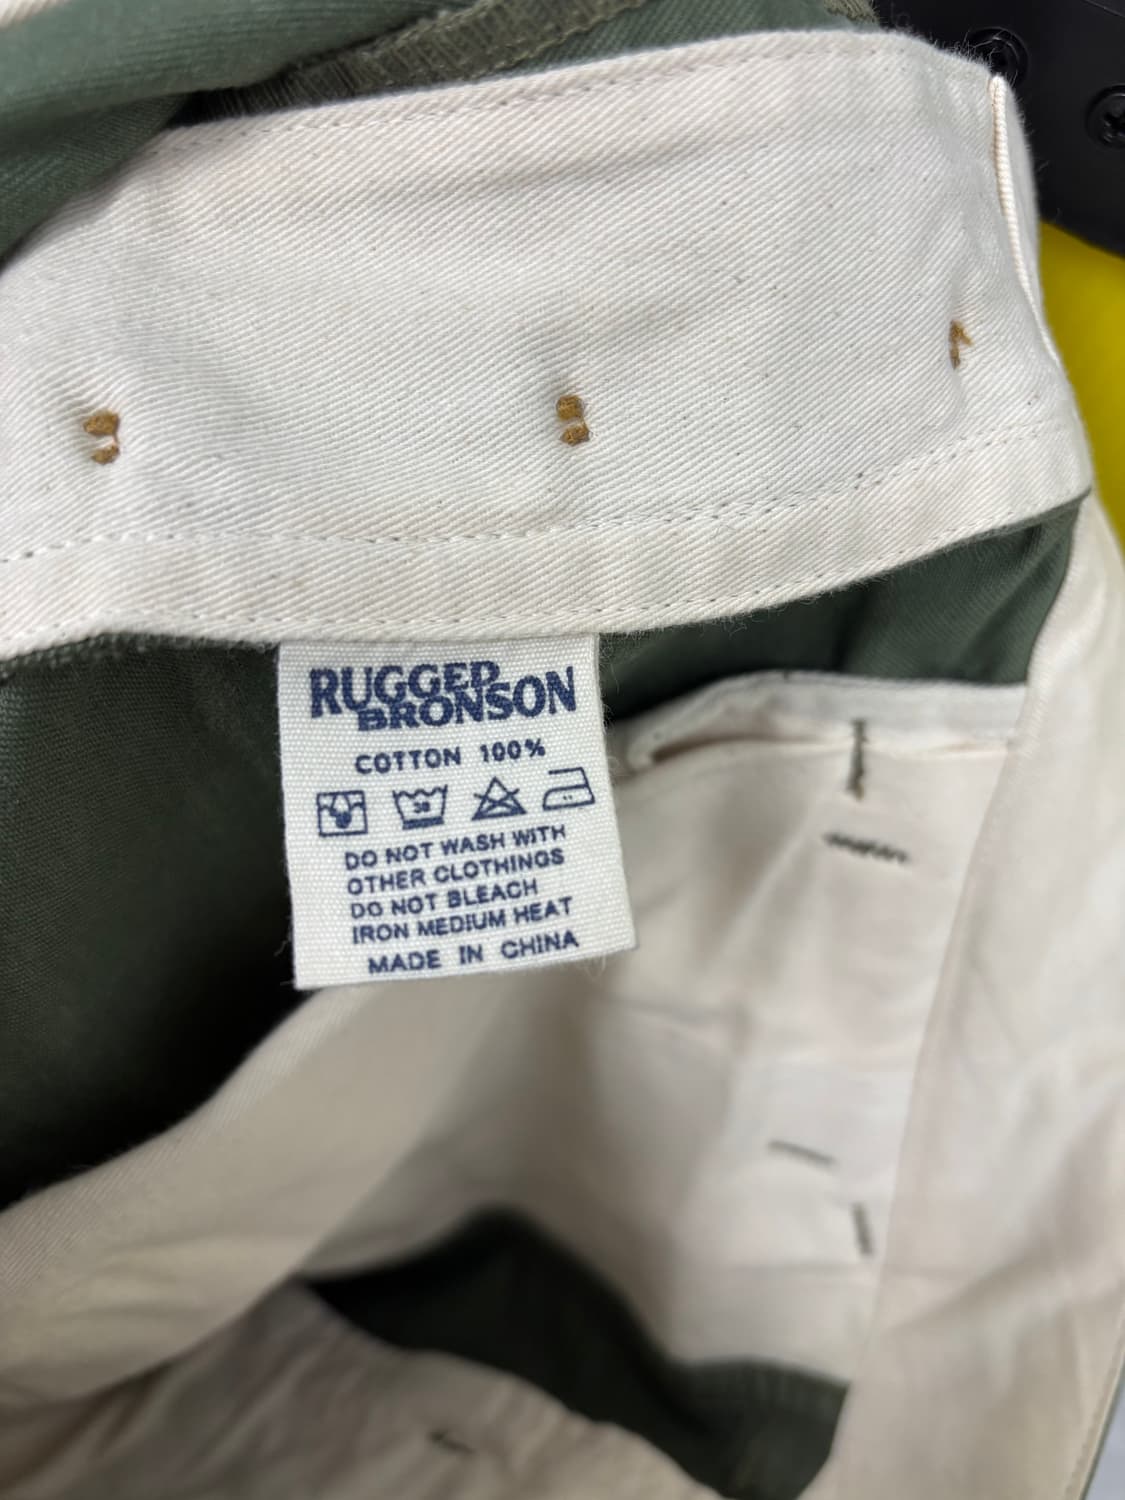 RUGGED
BRONSON
COTTON 100%
30
DO NOT WASH WITH
OTHER CLOTHINGS
DO NOT BLEACH
IRON MEDIUM HEAT
MADE IN CHINA